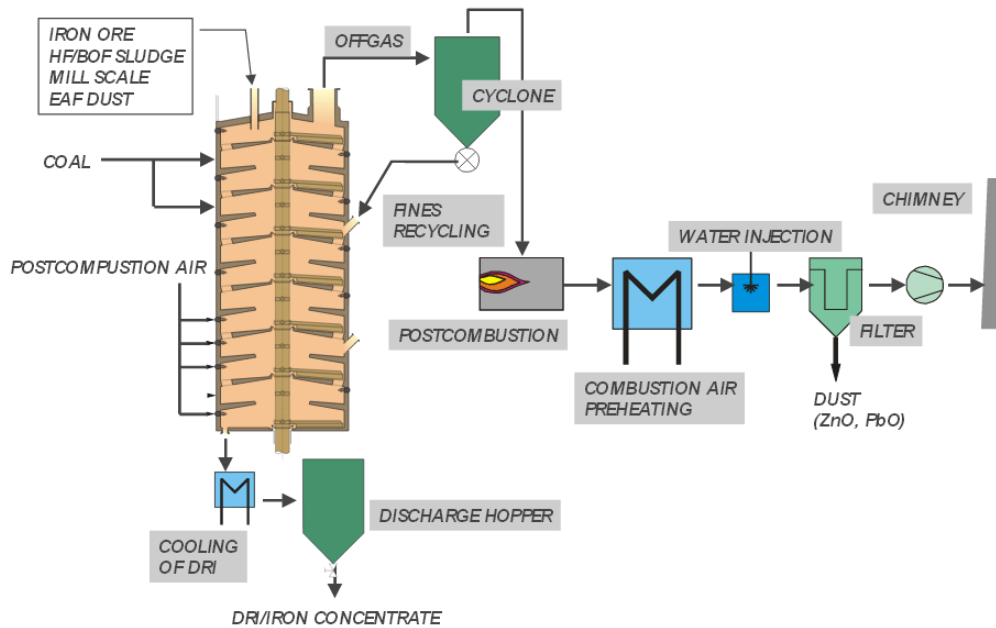 IRON ORE
HF/BOF SLUDGE
MILL SCALE
EAF DUST
OFFGAS
CYCLONE
COAL
FINES
RECYCLING
CHIMNEY
WATER INJECTION
POSTCOMPUSTION AIR
POSTCOMBUSTION
FILTER
COMBUSTION AIR
PREHEATING
DUST
(ZnO, PbO)
DISCHARGE HOPPER
COOLING
OF DRI
DRI/IRON CONCENTRATE